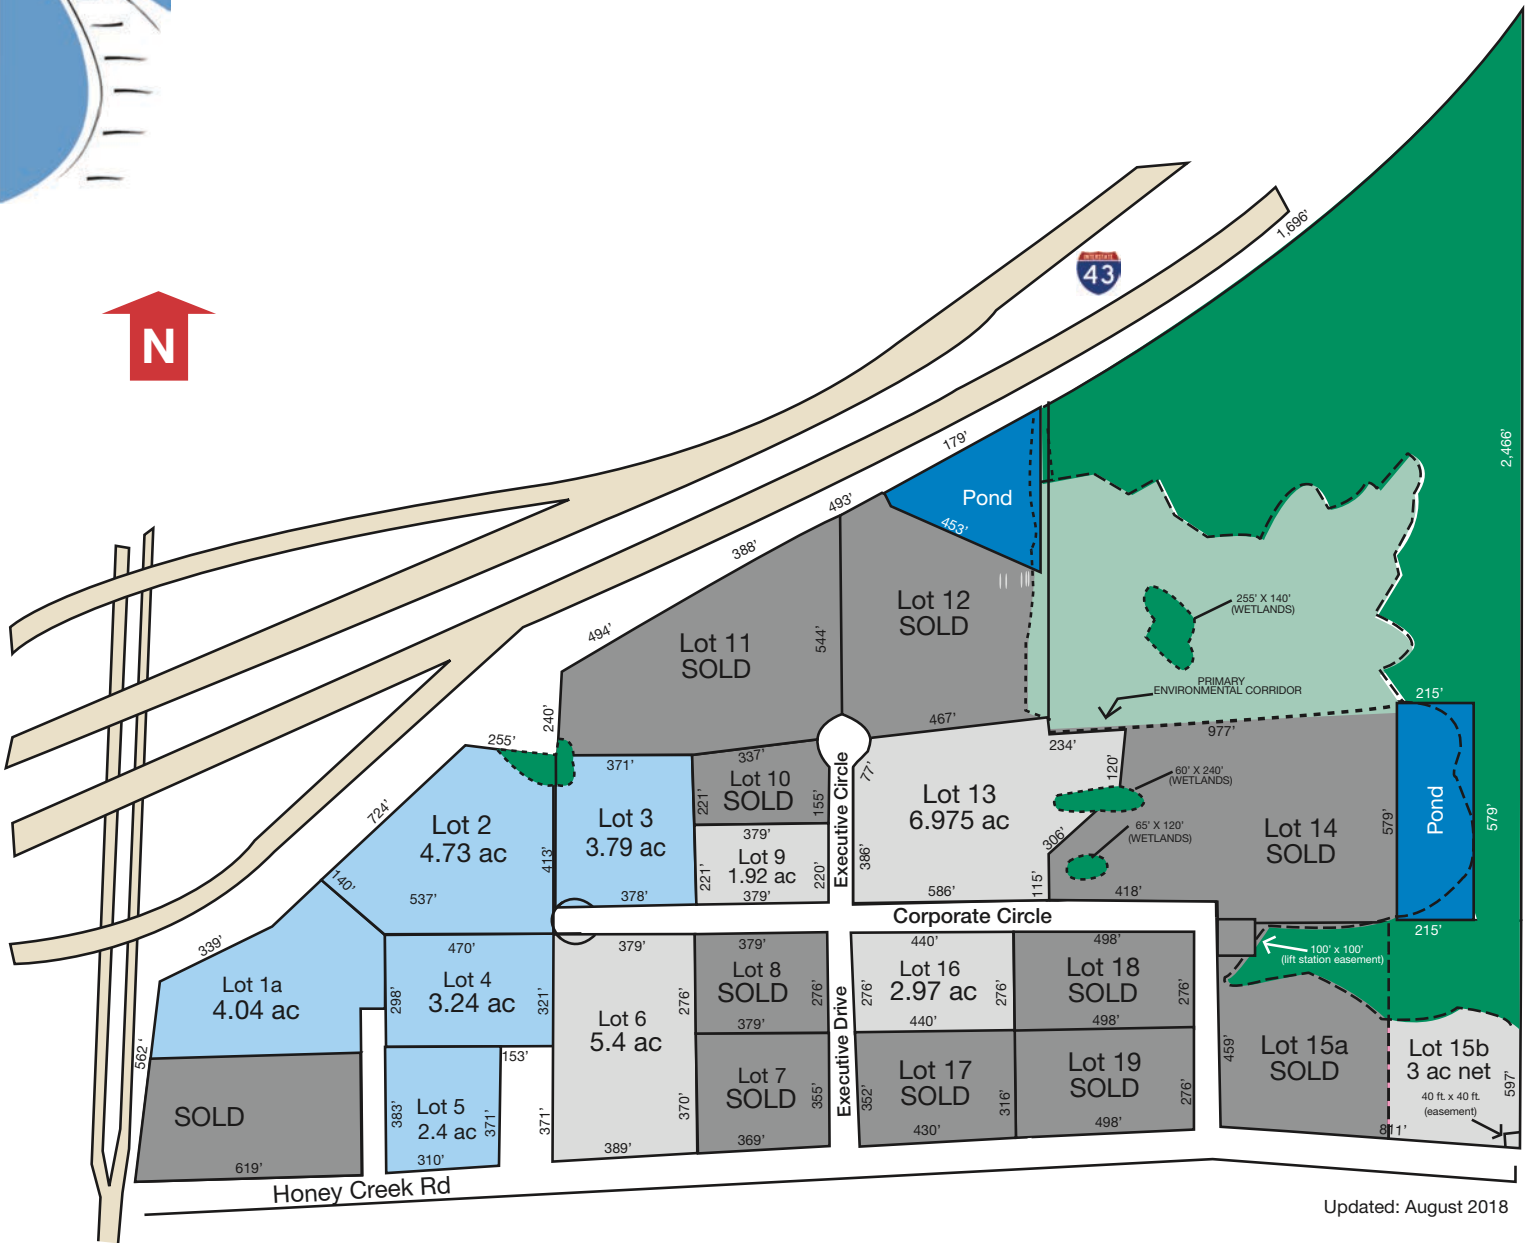 1,696’
INTERSTATE
43
N
2,466’
179’
Pond
453’
493’
388’
494’
Lot 12
SOLD
Lot 11
SOLD
544’
255’ X 140’
(WETLANDS)
PRIMARY
ENVIRONMENTAL CORRIDOR
215’
240’
255’
467’
977’
234’
371’
337’
Lot 10
SOLD
221’
155’
Executive Circle
77’
120’
60’ X 240’
(WETLANDS)
724’
Lot 2
4.73 ac
Lot 3
3.79 ac
413’
Lot 13
6.975 ac
306’
65’ X 120’
(WETLANDS)
Lot 14
SOLD
579’
Pond
579’
379’
Lot 9
1.92 ac
221’
220’
386’
140’
537’
378’
379’
586’
115’
418’
Corporate Circle
215’
339’
470’
379’
379’
440’
498’
100’ x 100’
(lift station easement)
Lot 1a
4.04 ac
298’
Lot 4
3.24 ac
321’
Lot 6
5.4 ac
276’
Lot 8
SOLD
276’
379’
Executive Drive
276’
Lot 16
2.97 ac
276’
440’
Lot 18
SOLD
276’
498’
562 ‘
153’
SOLD
619’
383’
Lot 5
2.4 ac
371’
310’
371’
370’
389’
Lot 7
SOLD
355’
369’
352’
Lot 17
SOLD
316’
430’
Lot 19
SOLD
276’
498’
459’
Lot 15a
SOLD
Lot 15b
3 ac net
40 ft. x 40 ft.
(easement)
597’
811’
Honey Creek Rd
Updated: August 2018